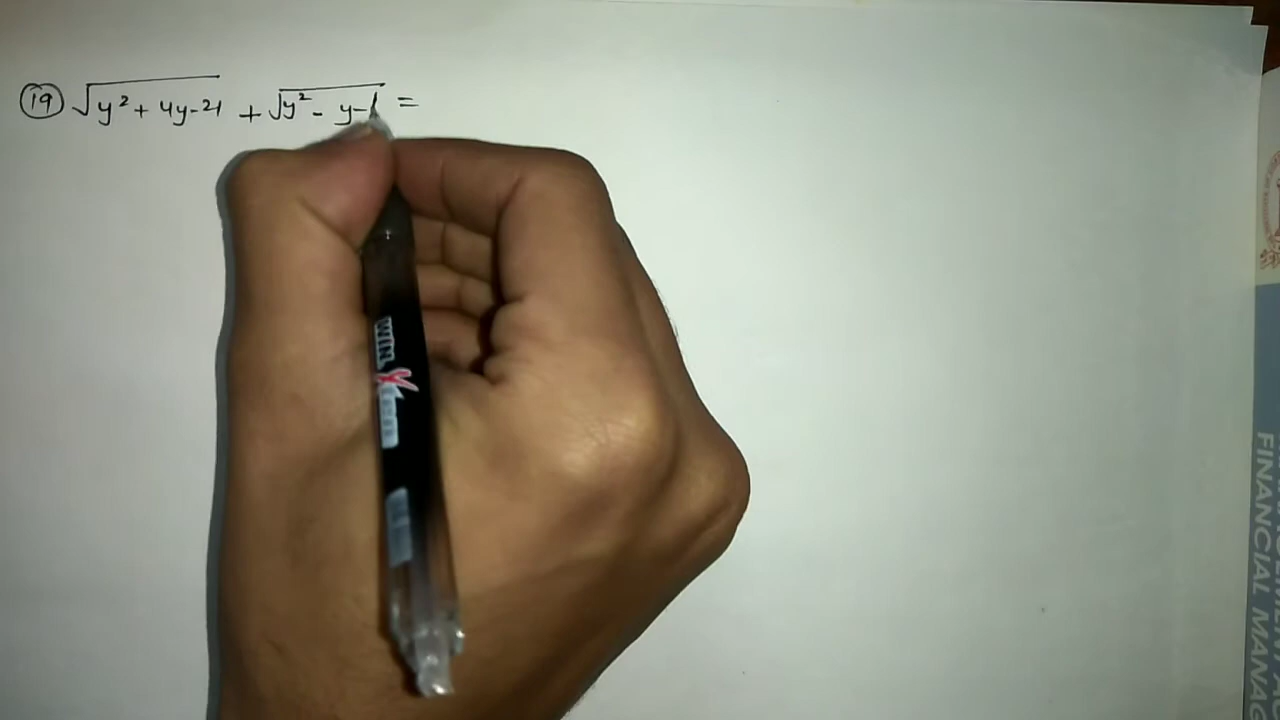 19 √y² + 4y-21 + √y² - y-6 =
WIN
FINANCIAL MANAG